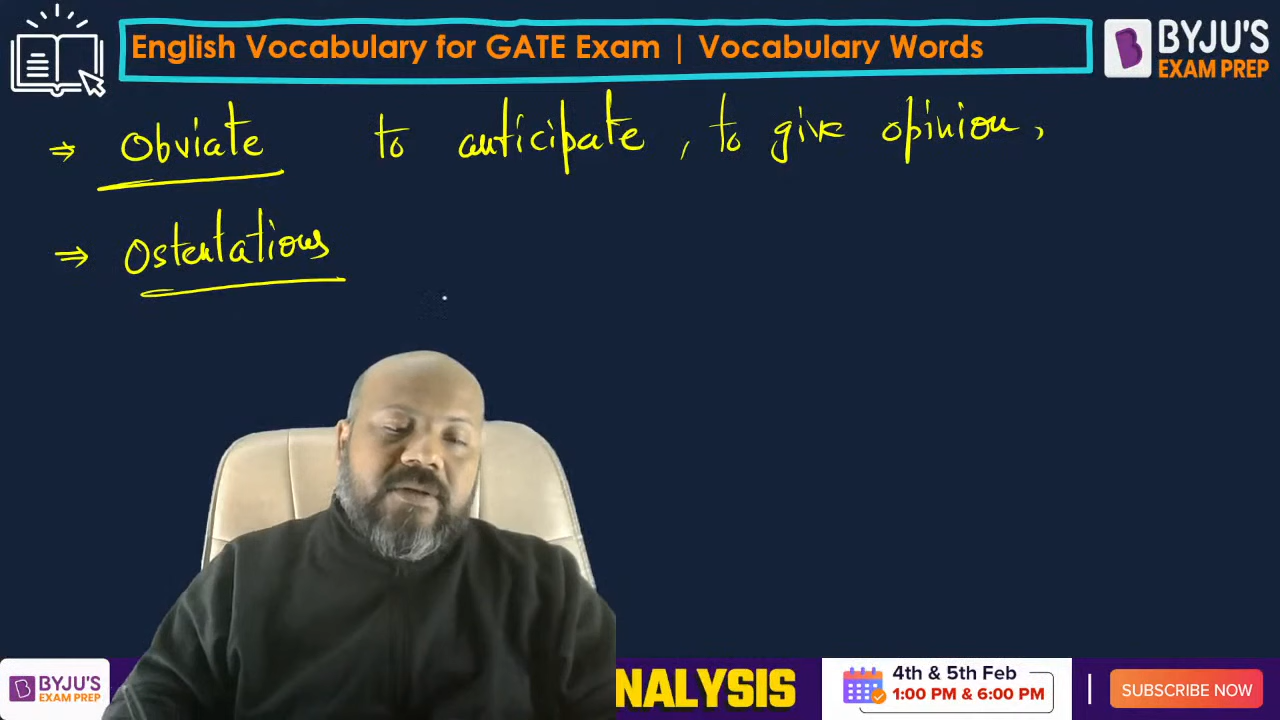 English Vocabulary for GATE Exam | Vocabulary Words
BYJU'S
EXAM PREP
⇒ Obviate to anticipate, to give opinion,
⇒ Ostentatious
BYJU'S
EXAM PREP
NALYSIS
4th & 5th Feb
1:00 PM & 6:00 PM
SUBSCRIBE NOW